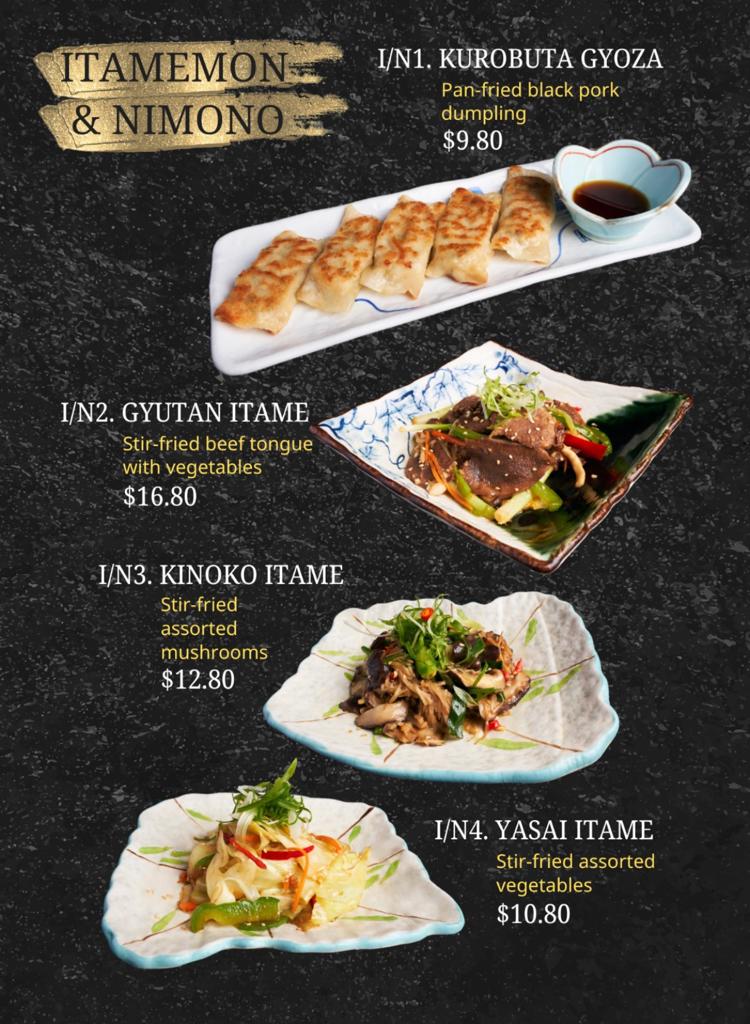 ITAMEMON
& NIMONO
I/N1. KUROBUTA GYOZA
Pan-fried black pork
dumpling
$9.80
I/N2. GYUTAN ITAME
Stir-fried beef tongue
with vegetables
$16.80
I/N3. KINOKO ITAME
Stir-fried
assorted
mushrooms
$12.80
I/N4. YASAI ITAME
Stir-fried assorted
vegetables
$10.80